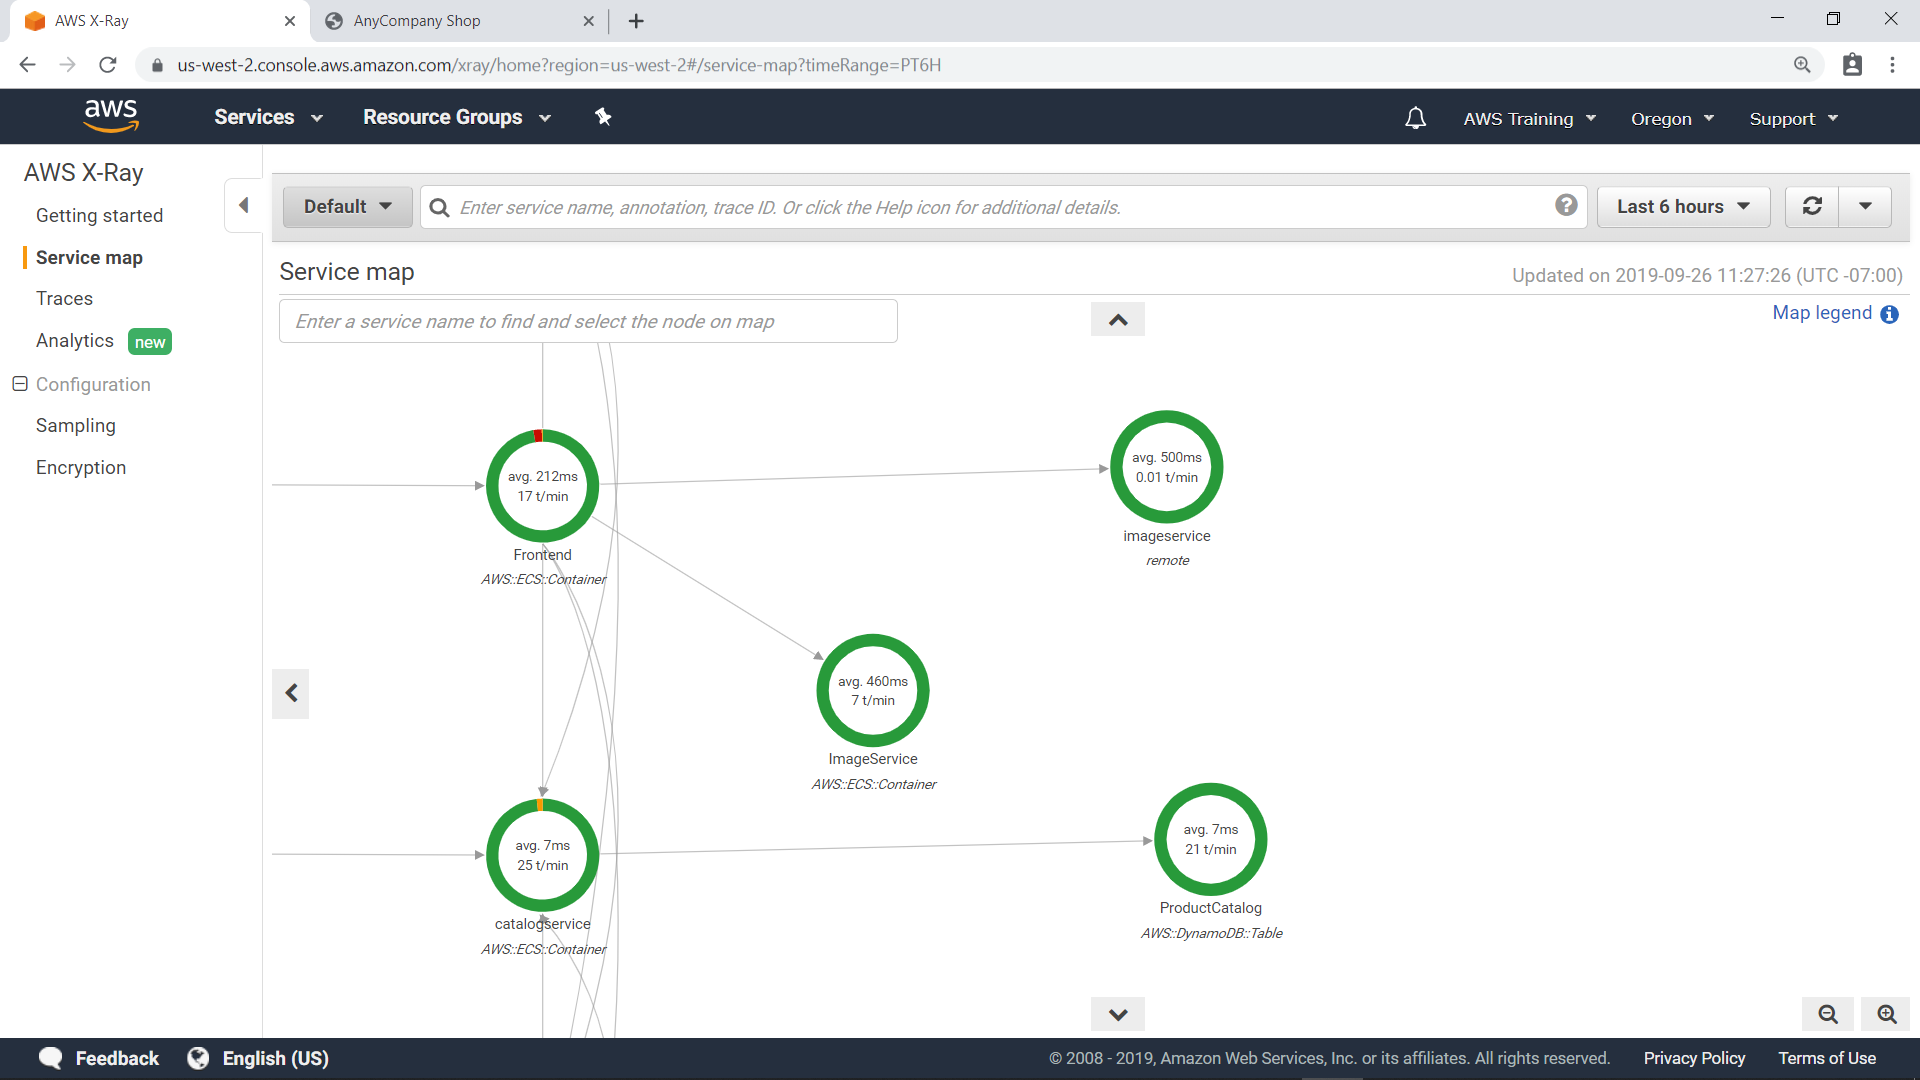 AWS X-Ray
AnyCompany Shop
us-west-2.console.aws.amazon.com/xray/home?region=us-west-2#/service-map?timeRange=PT6H
aws
Services
Resource Groups
AWS Training
Oregon
Support
AWS X-Ray
Getting started
Service map
Traces
Analytics new
Configuration
Sampling
Encryption
Default
Enter service name, annotation, trace ID. Or click the Help icon for additional details.
Last 6 hours
Service map
Updated on 2019-09-26 11:27:26 (UTC -07:00)
Enter a service name to find and select the node on map
Map legend
avg. 212ms
17 t/min
Frontend
AWS::ECS::Container
avg. 500ms
0.01 t/min
imageservice
remote
avg. 460ms
7 t/min
ImageService
AWS::ECS::Container
avg. 7ms
25 t/min
catalogservice
AWS::ECS::Container
avg. 7ms
21 t/min
ProductCatalog
AWS::DynamoDB::Table
Feedback
English (US)
© 2008 - 2019, Amazon Web Services, Inc. or its affiliates. All rights reserved.
Privacy Policy
Terms of Use